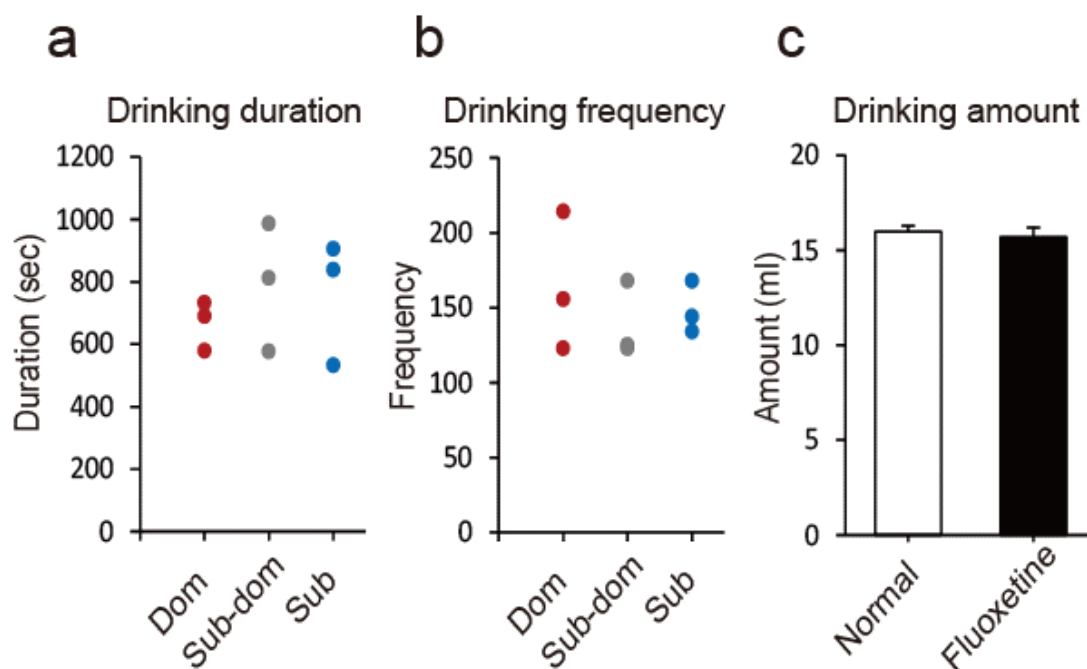 a
Drinking duration
Duration (sec)
1200
1000
800
600
400
200
0
Dom
Sub-dom
Sub
b
Drinking frequency
Frequency
250
200
150
100
50
0
Dom
Sub-dom
Sub
c
Drinking amount
Amount (ml)
20
15
10
5
0
Normal
Fluoxetine